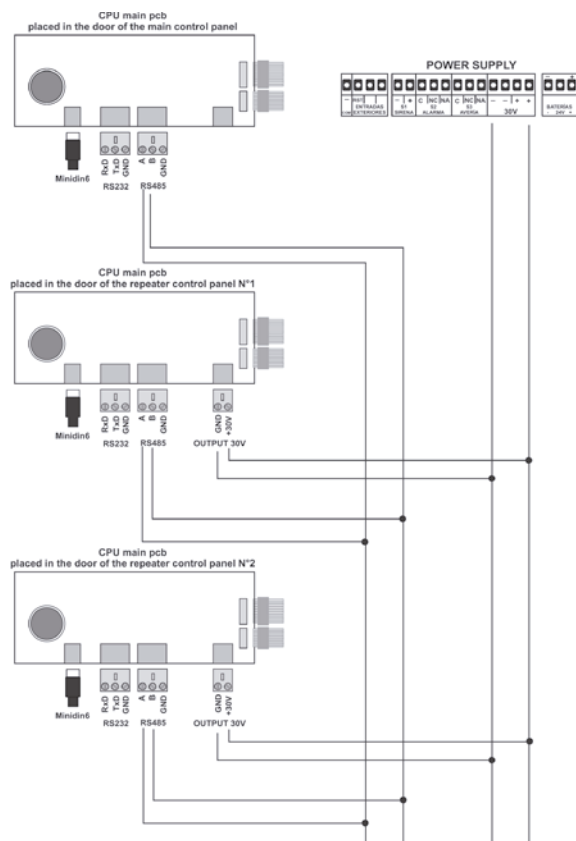 CPU main pcb
placed in the door of the main control panel
POWER SUPPLY
- RST
COM ENTRADAS EXTERIORES
- + C NC NA C NC NA - - + +
S1 SIRENA S2 ALARMA S3 AVERIA 30V
- +
BATERÍAS
- 24V +
Minidin6
RxD TxD GND
A B GND
RS232 RS485
CPU main pcb
placed in the door of the repeater control panel N°1
Minidin6
RxD TxD GND
A B GND
GND +30V
RS232 RS485 OUTPUT 30V
CPU main pcb
placed in the door of the repeater control panel N°2
Minidin6
RxD TxD GND
A B GND
GND +30V
RS232 RS485 OUTPUT 30V